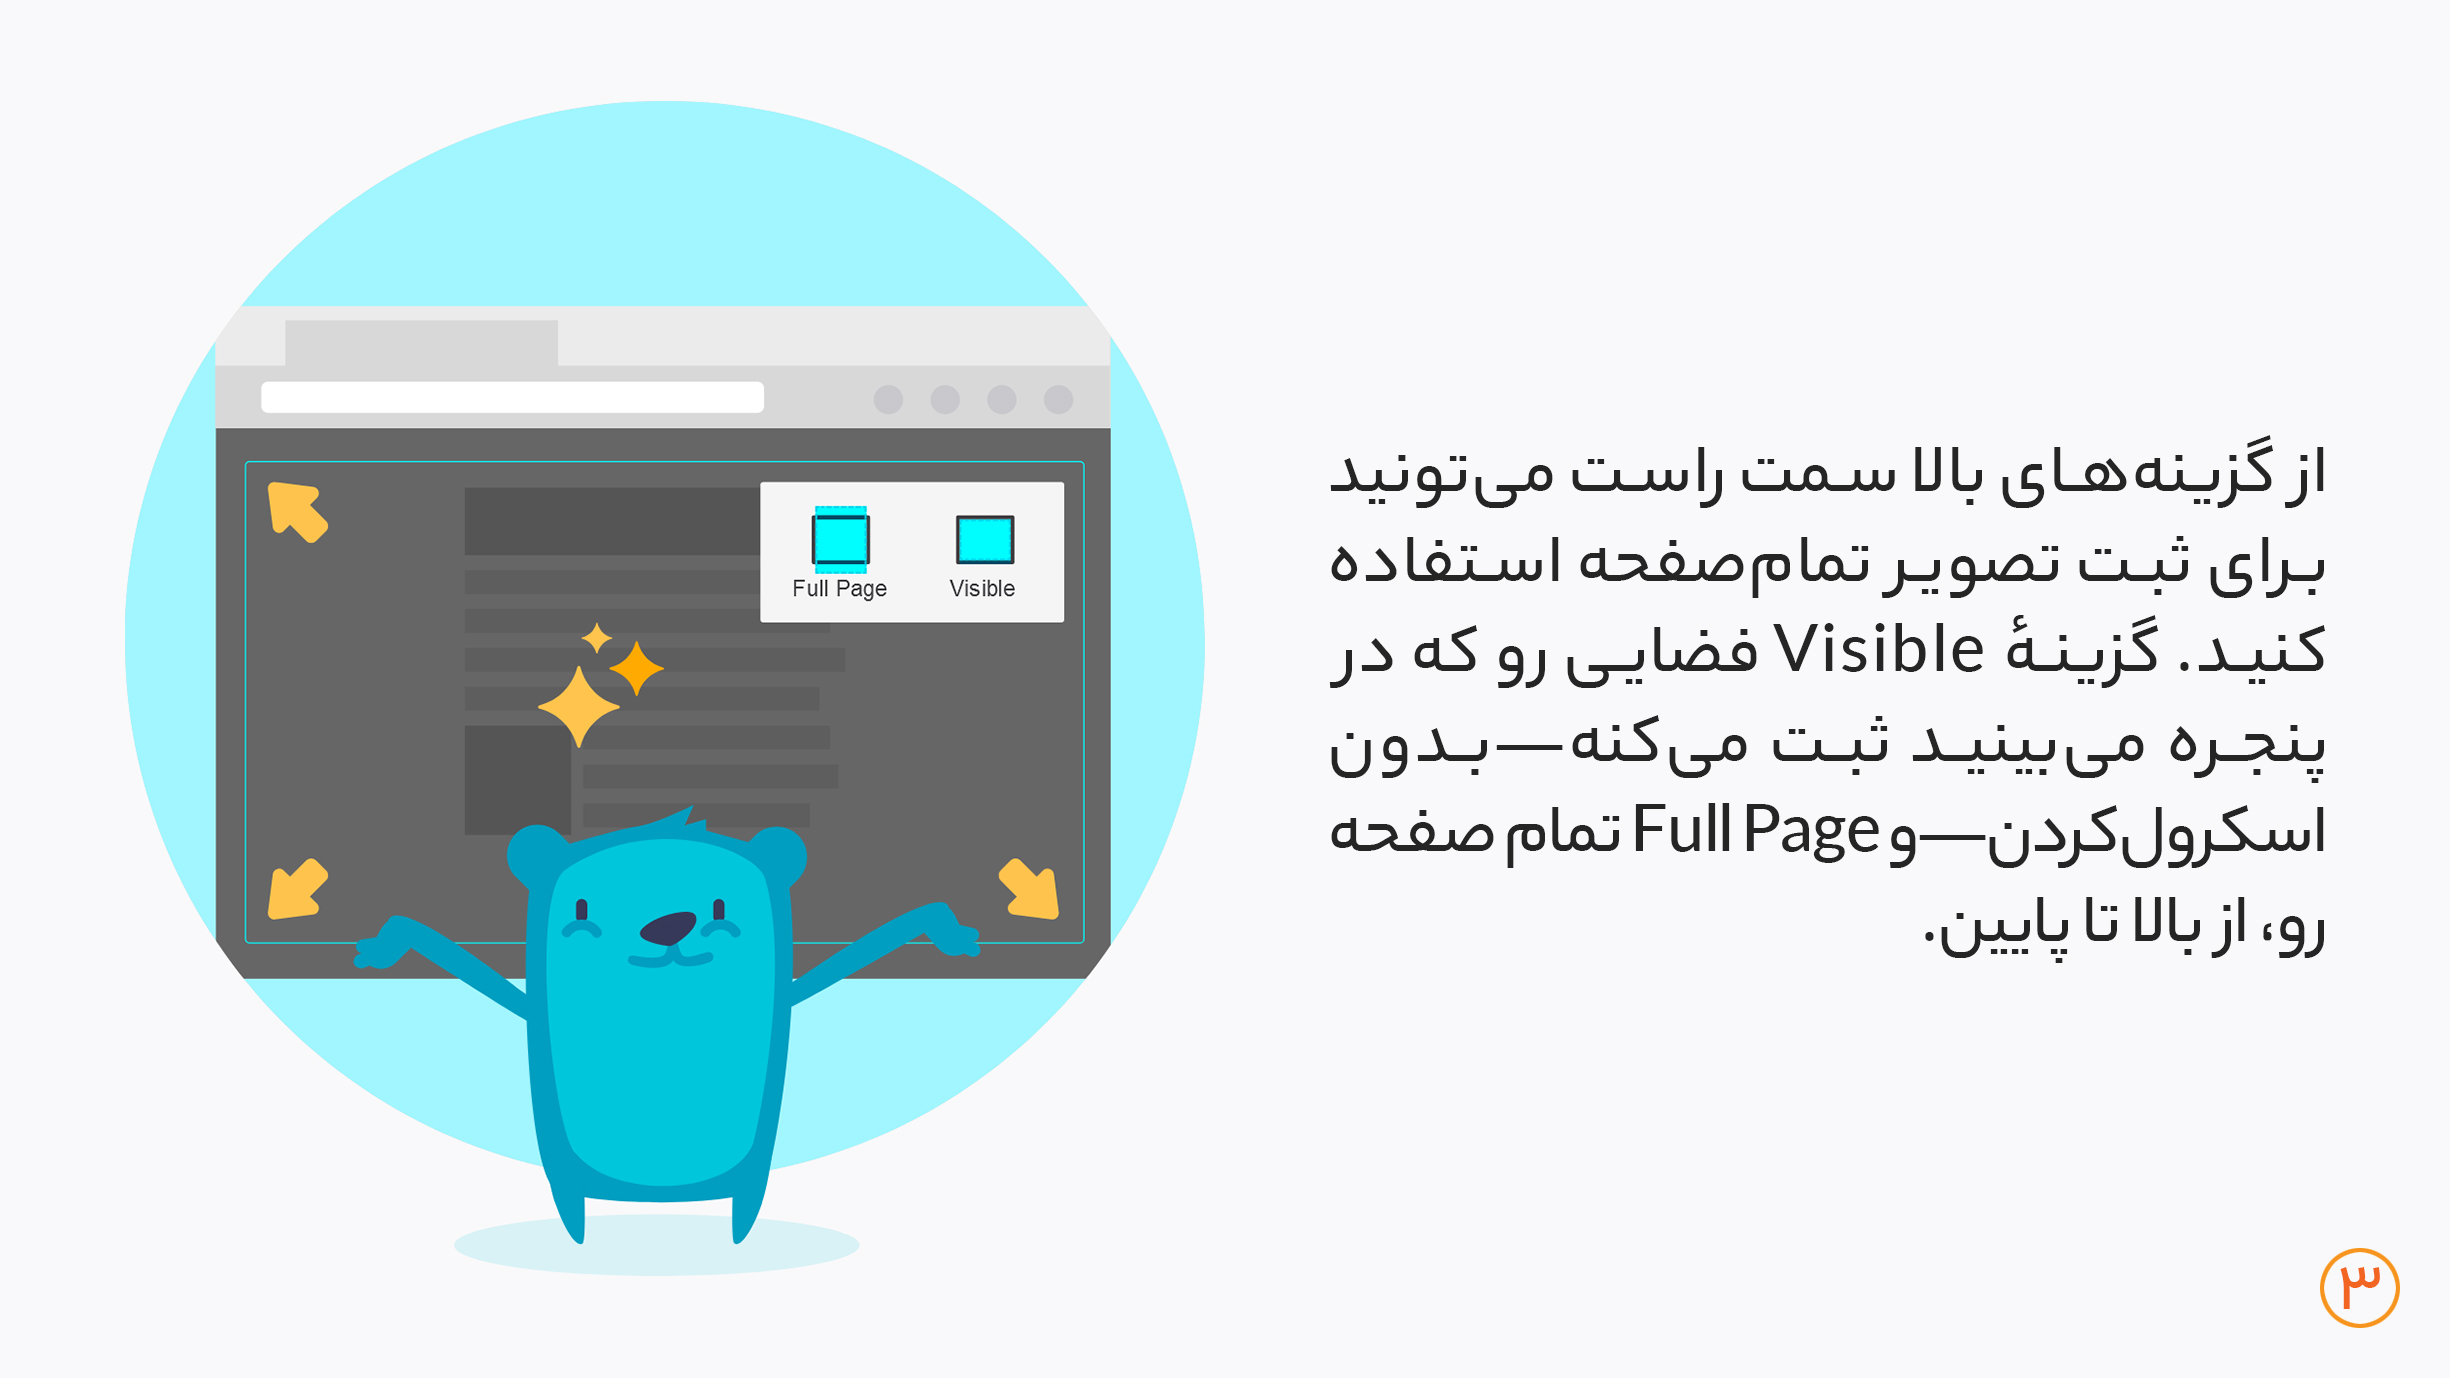 از گزینه‌های بالا سمت راست می‌تونید
برای ثبت تصویر تمام‌صفحه استفاده
کنید. گزینهٔ Visible فضایی رو که در
پنجره می‌بینید ثبت می‌کنه—بدون
اسکرول‌کردن—و Full Page تمام صفحه
رو، از بالا تا پایین.
Full Page
Visible
۳